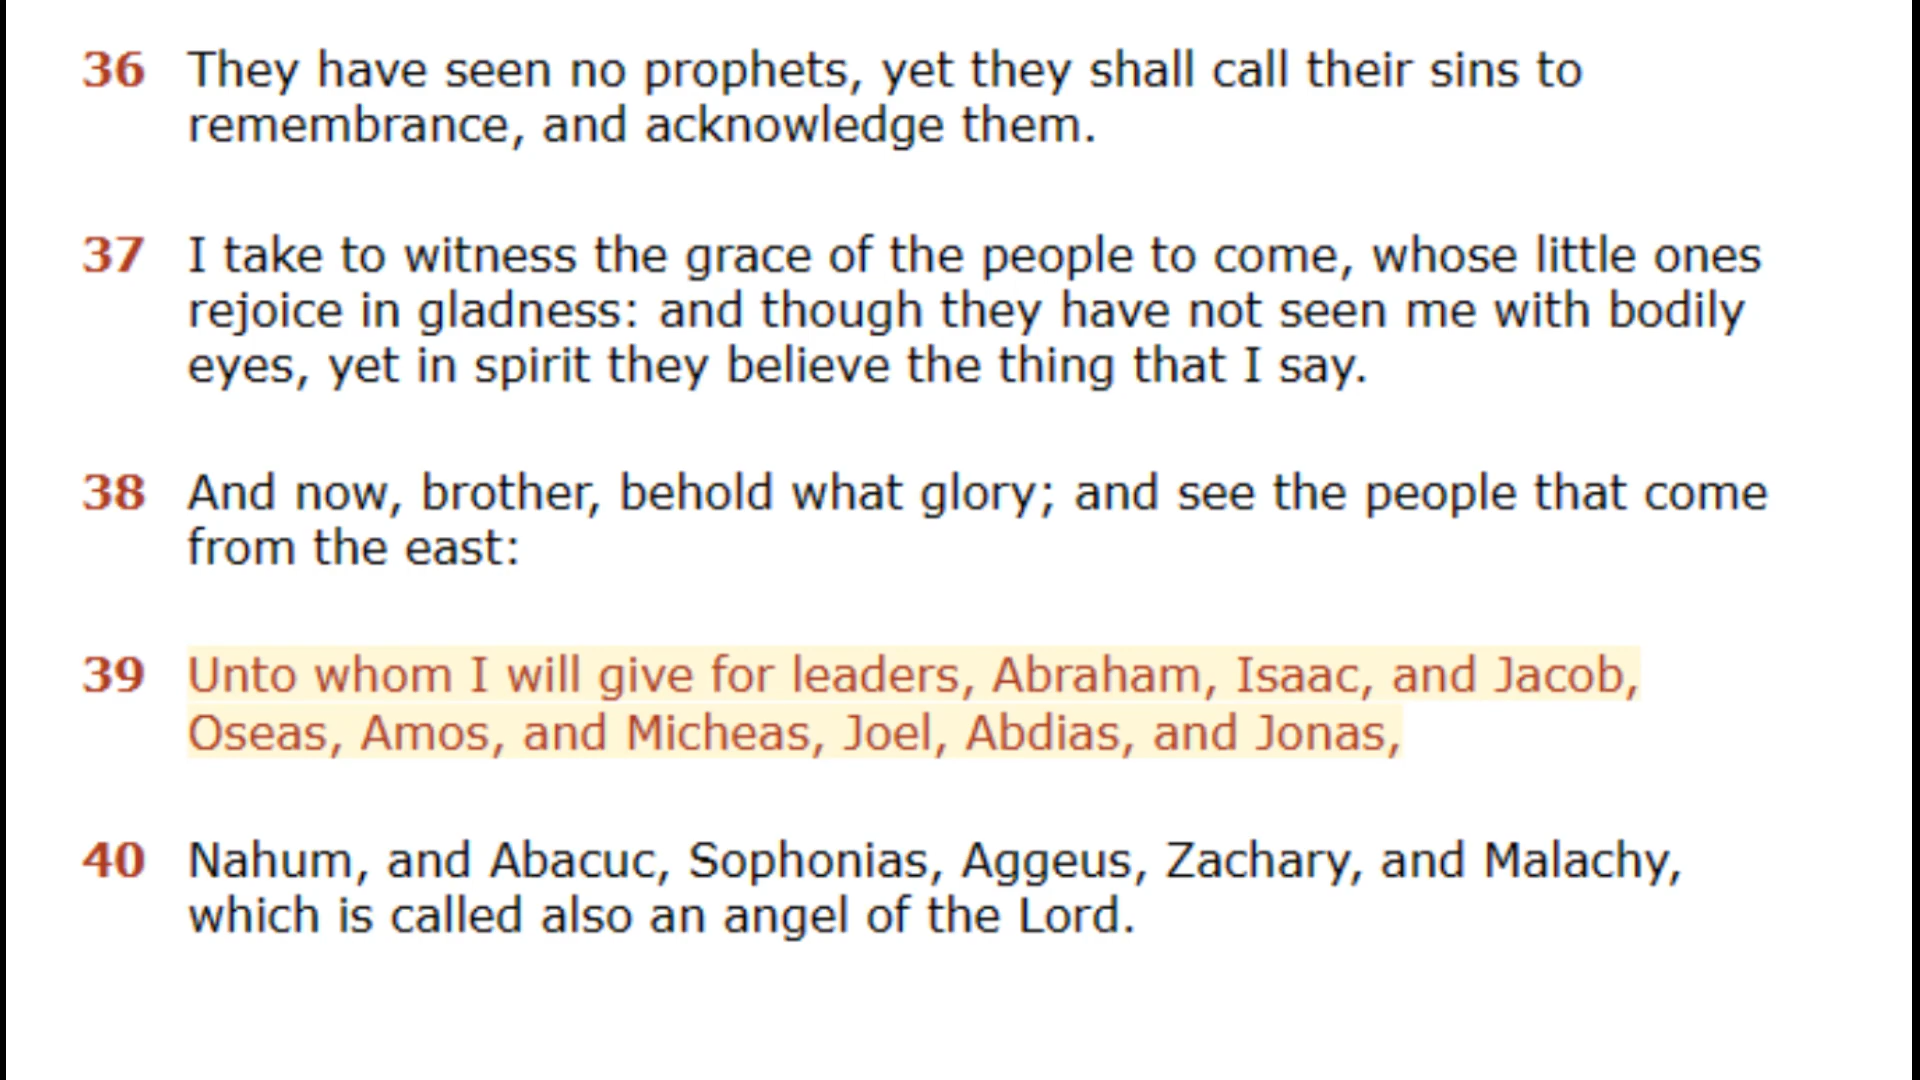 36 They have seen no prophets, yet they shall call their sins to
remembrance, and acknowledge them.
37 I take to witness the grace of the people to come, whose little ones
rejoice in gladness: and though they have not seen me with bodily
eyes, yet in spirit they believe the thing that I say.
38 And now, brother, behold what glory; and see the people that come
from the east:
39 Unto whom I will give for leaders, Abraham, Isaac, and Jacob,
Oseas, Amos, and Micheas, Joel, Abdias, and Jonas,
40 Nahum, and Abacuc, Sophonias, Aggeus, Zachary, and Malachy,
which is called also an angel of the Lord.